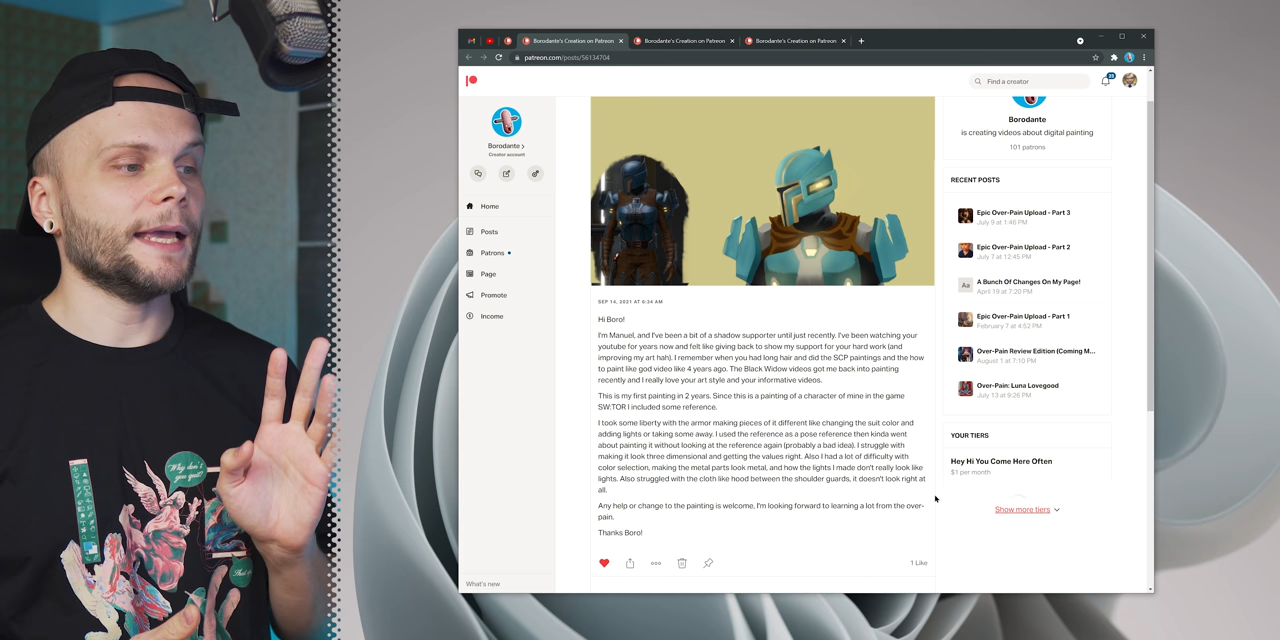 Borodante's Creation on Patreon
Borodante's Creation on Patreon
Borodante's Creation on Patreon
patreon.com/posts/56134704
Find a creator
Borodante
Creator account
Home
Posts
Patrons
Page
Promote
Income
What's new
SEP 14, 2021 AT 6:34 AM
Hi Boro!
I'm Manuel, and I've been a bit of a shadow supporter until just recently. I've been watching your
youtube for years now and felt like giving back to show my support for your hard work (and
improving my art hah). I remember when you had long hair and did the SCP paintings and the how
to paint like god video like 4 years ago. The Black Widow videos got me back into painting
recently and I really love your art style and your informative videos.
This is my first painting in 2 years. Since this is a painting of a character of mine in the game
SW:TOR I included some reference.
I took some liberty with the armor making pieces of it different like changing the suit color and
adding lights or taking some away. I used the reference as a pose reference then kinda went
about painting it without looking at the reference again (probably a bad idea). I struggle with
making it look three dimensional and getting the values right. Also I had a lot of difficulty with
color selection, making the metal parts look metal, and how the lights I made don't really look like
lights. Also struggled with the cloth like hood between the shoulder guards, it doesn't look right at
all.
Any help or change to the painting is welcome, I'm looking forward to learning a lot from the over-
pain.
Thanks Boro!
1 Like
Borodante
is creating videos about digital painting
101 patrons
RECENT POSTS
Epic Over-Pain Upload - Part 3
July 9 at 1:46 PM
Epic Over-Pain Upload - Part 2
July 7 at 12:45 PM
Aa
A Bunch Of Changes On My Page!
April 19 at 7:20 PM
Epic Over-Pain Upload - Part 1
February 7 at 4:52 PM
Over-Pain Review Edition (Coming M...
August 1 at 7:10 PM
Over-Pain: Luna Lovegood
July 13 at 9:26 PM
YOUR TIERS
Hey Hi You Come Here Often
$1 per month
Show more tiers
Why don't
you quit?